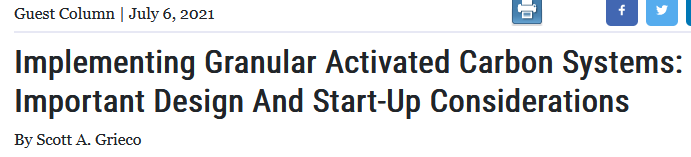 Guest Column | July 6, 2021
Implementing Granular Activated Carbon Systems:
Important Design And Start-Up Considerations
By Scott A. Grieco